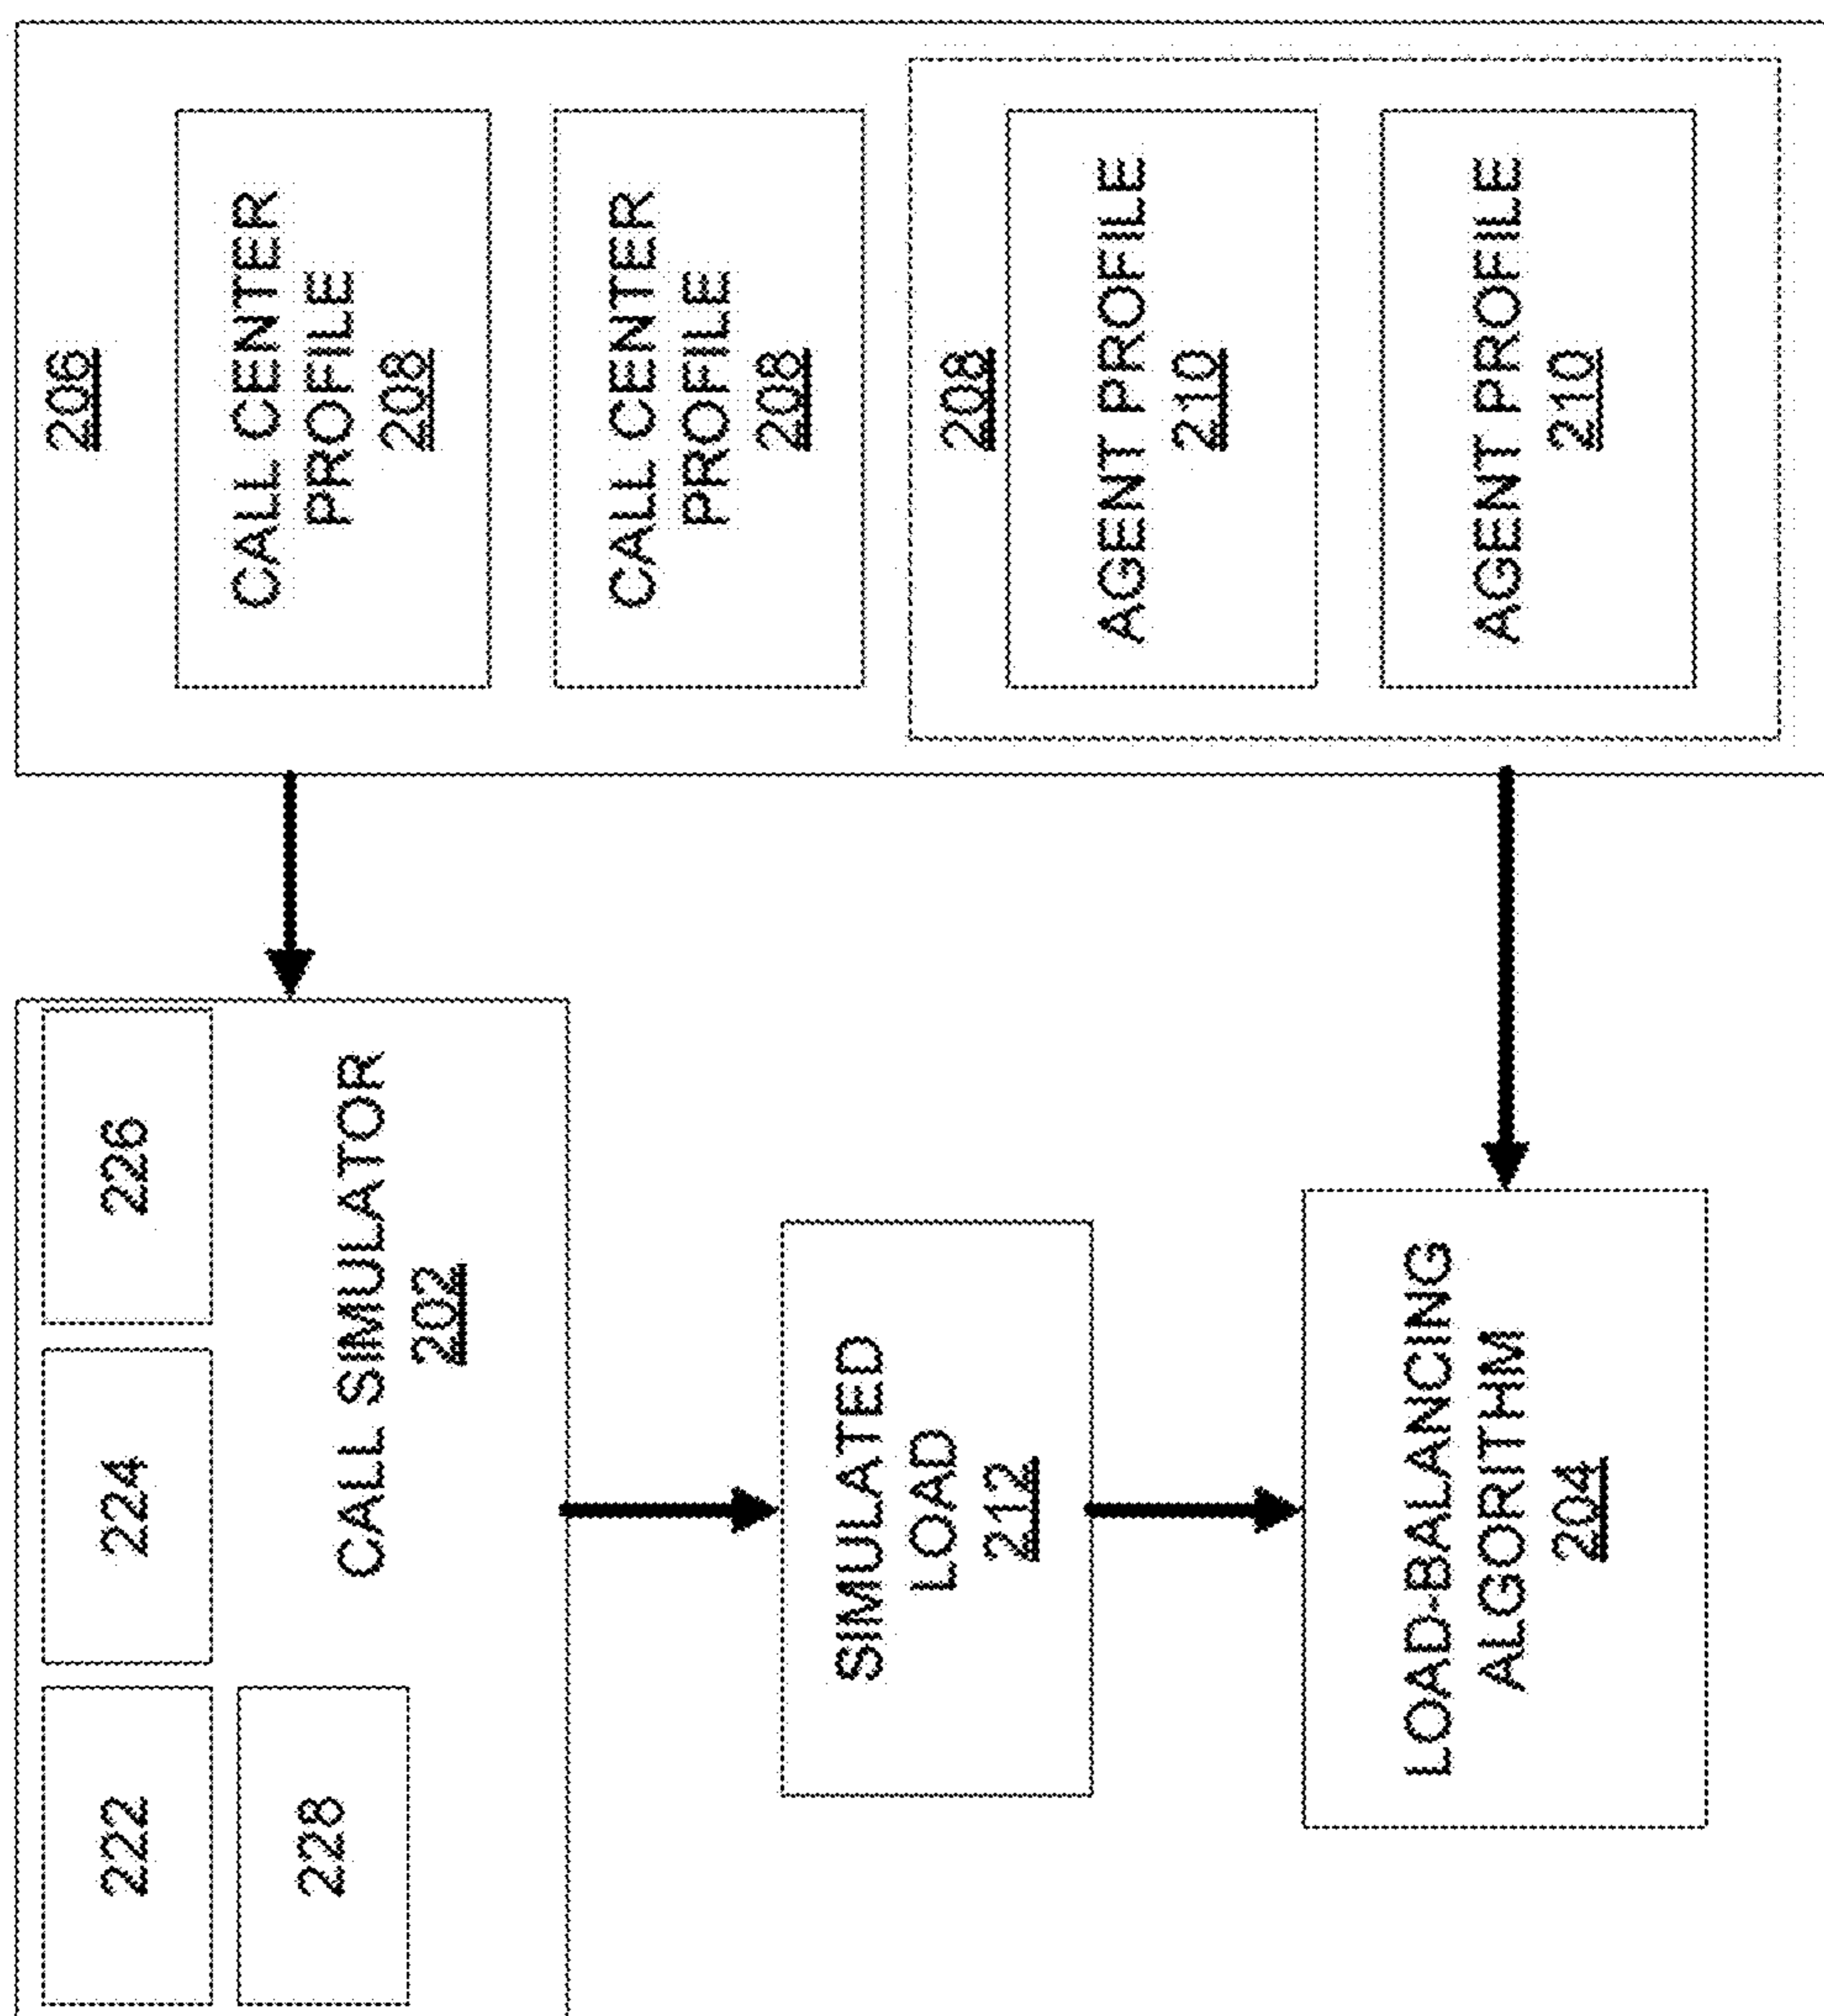 222
224
226
228
CALL SIMULATOR
202
SIMULATED
LOAD
212
LOAD-BALANCING
ALGORITHM
204
206
CALL CENTER
PROFILE
208
CALL CENTER
PROFILE
208
208
AGENT PROFILE
210
AGENT PROFILE
210